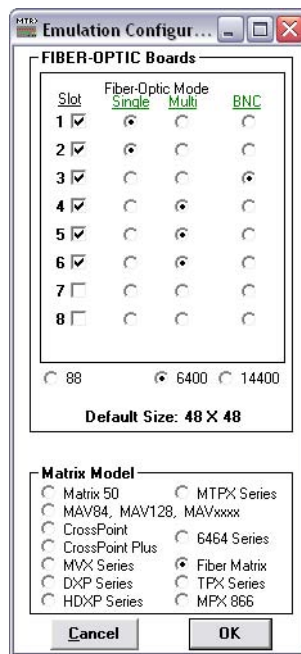 MTRX
Emulation Configur...
FIBER-OPTIC Boards
Fiber-Optic Mode
Slot Single Multi BNC
1
2
3
4
5
6
7
8
88 6400 14400
Default Size: 48 X 48
Matrix Model
Matrix 50 MTPX Series
MAV84, MAV128, MAVxxxx
CrossPoint 6464 Series
CrossPoint Plus
MVX Series Fiber Matrix
DXP Series TPX Series
HDXP Series MPX 866
Cancel OK